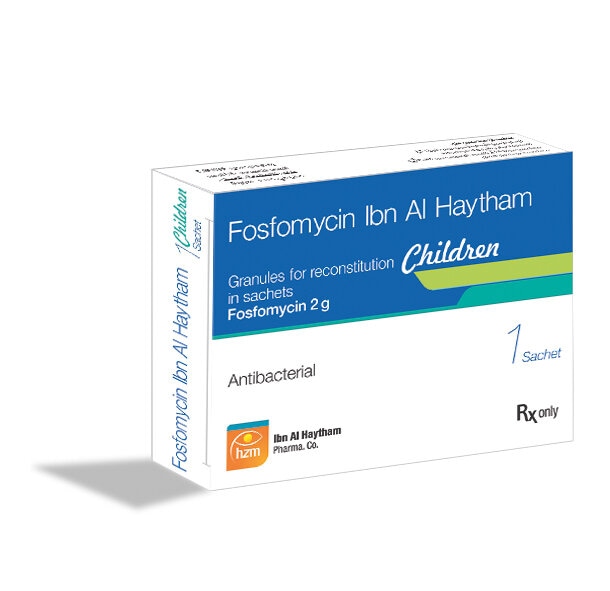 Fosfomycin Ibn Al Haytham
Granules for reconstitution
in sachets
Fosfomycin 2 g
Children
1 Sachet
Antibacterial
Rx only
hzm
Ibn Al Haytham
Pharma. Co.
Fosfomycin Ibn Al Haytham
Children
1 Sachet